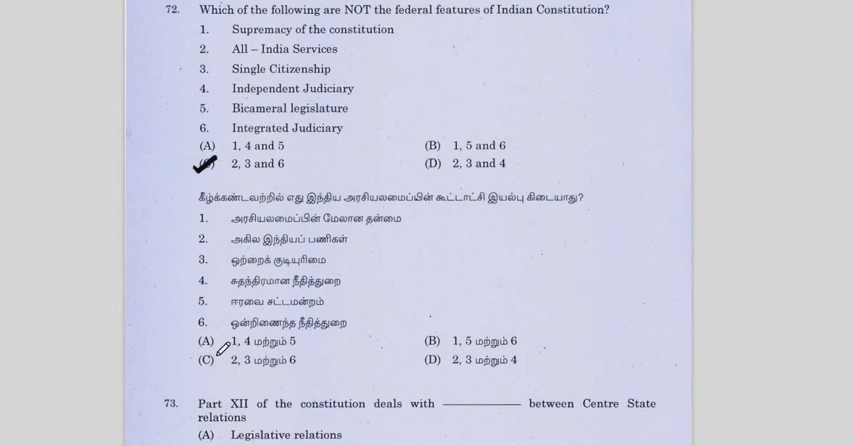 72. Which of the following are NOT the federal features of Indian Constitution?
1. Supremacy of the constitution
2. All – India Services
3. Single Citizenship
4. Independent Judiciary
5. Bicameral legislature
6. Integrated Judiciary
(A) 1, 4 and 5 (B) 1, 5 and 6
2, 3 and 6 (D) 2, 3 and 4
கீழ்க்கண்டவற்றில் எது இந்திய அரசியலமைப்பின் கூட்டாட்சி இயல்பு கிடையாது?
1. அரசியலமைப்பின் மேலான தன்மை
2. அகில இந்தியப் பணிகள்
3. ஒற்றைக் குடியுரிமை
4. சுதந்திரமான நீதித்துறை
5. ஈரவை சட்டமன்றம்
6. ஒன்றிணைந்த நீதித்துறை
(A) 1, 4 மற்றும் 5 (B) 1, 5 மற்றும் 6
(C) 2, 3 மற்றும் 6 (D) 2, 3 மற்றும் 4
73. Part XII of the constitution deals with ———— between Centre State
relations
(A) Legislative relations